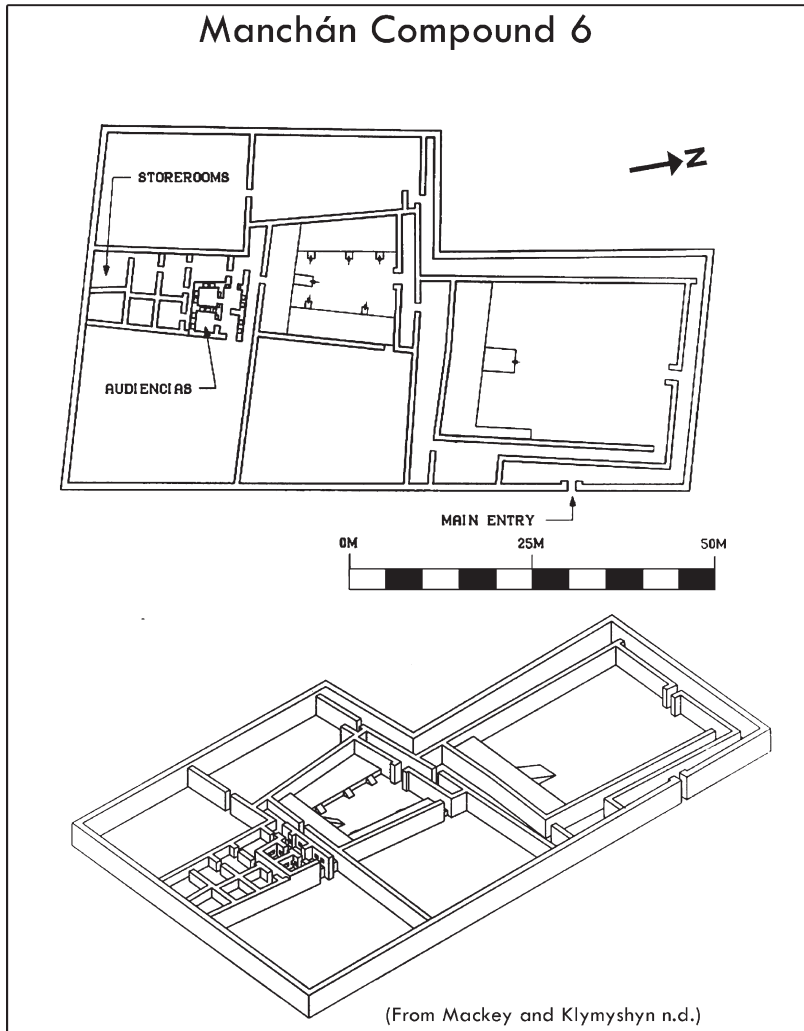 Manchán Compound 6
N
STOREROOMS
AUDIENCIAS
MAIN ENTRY
0M 25M 50M
(From Mackey and Klymyshyn n.d.)